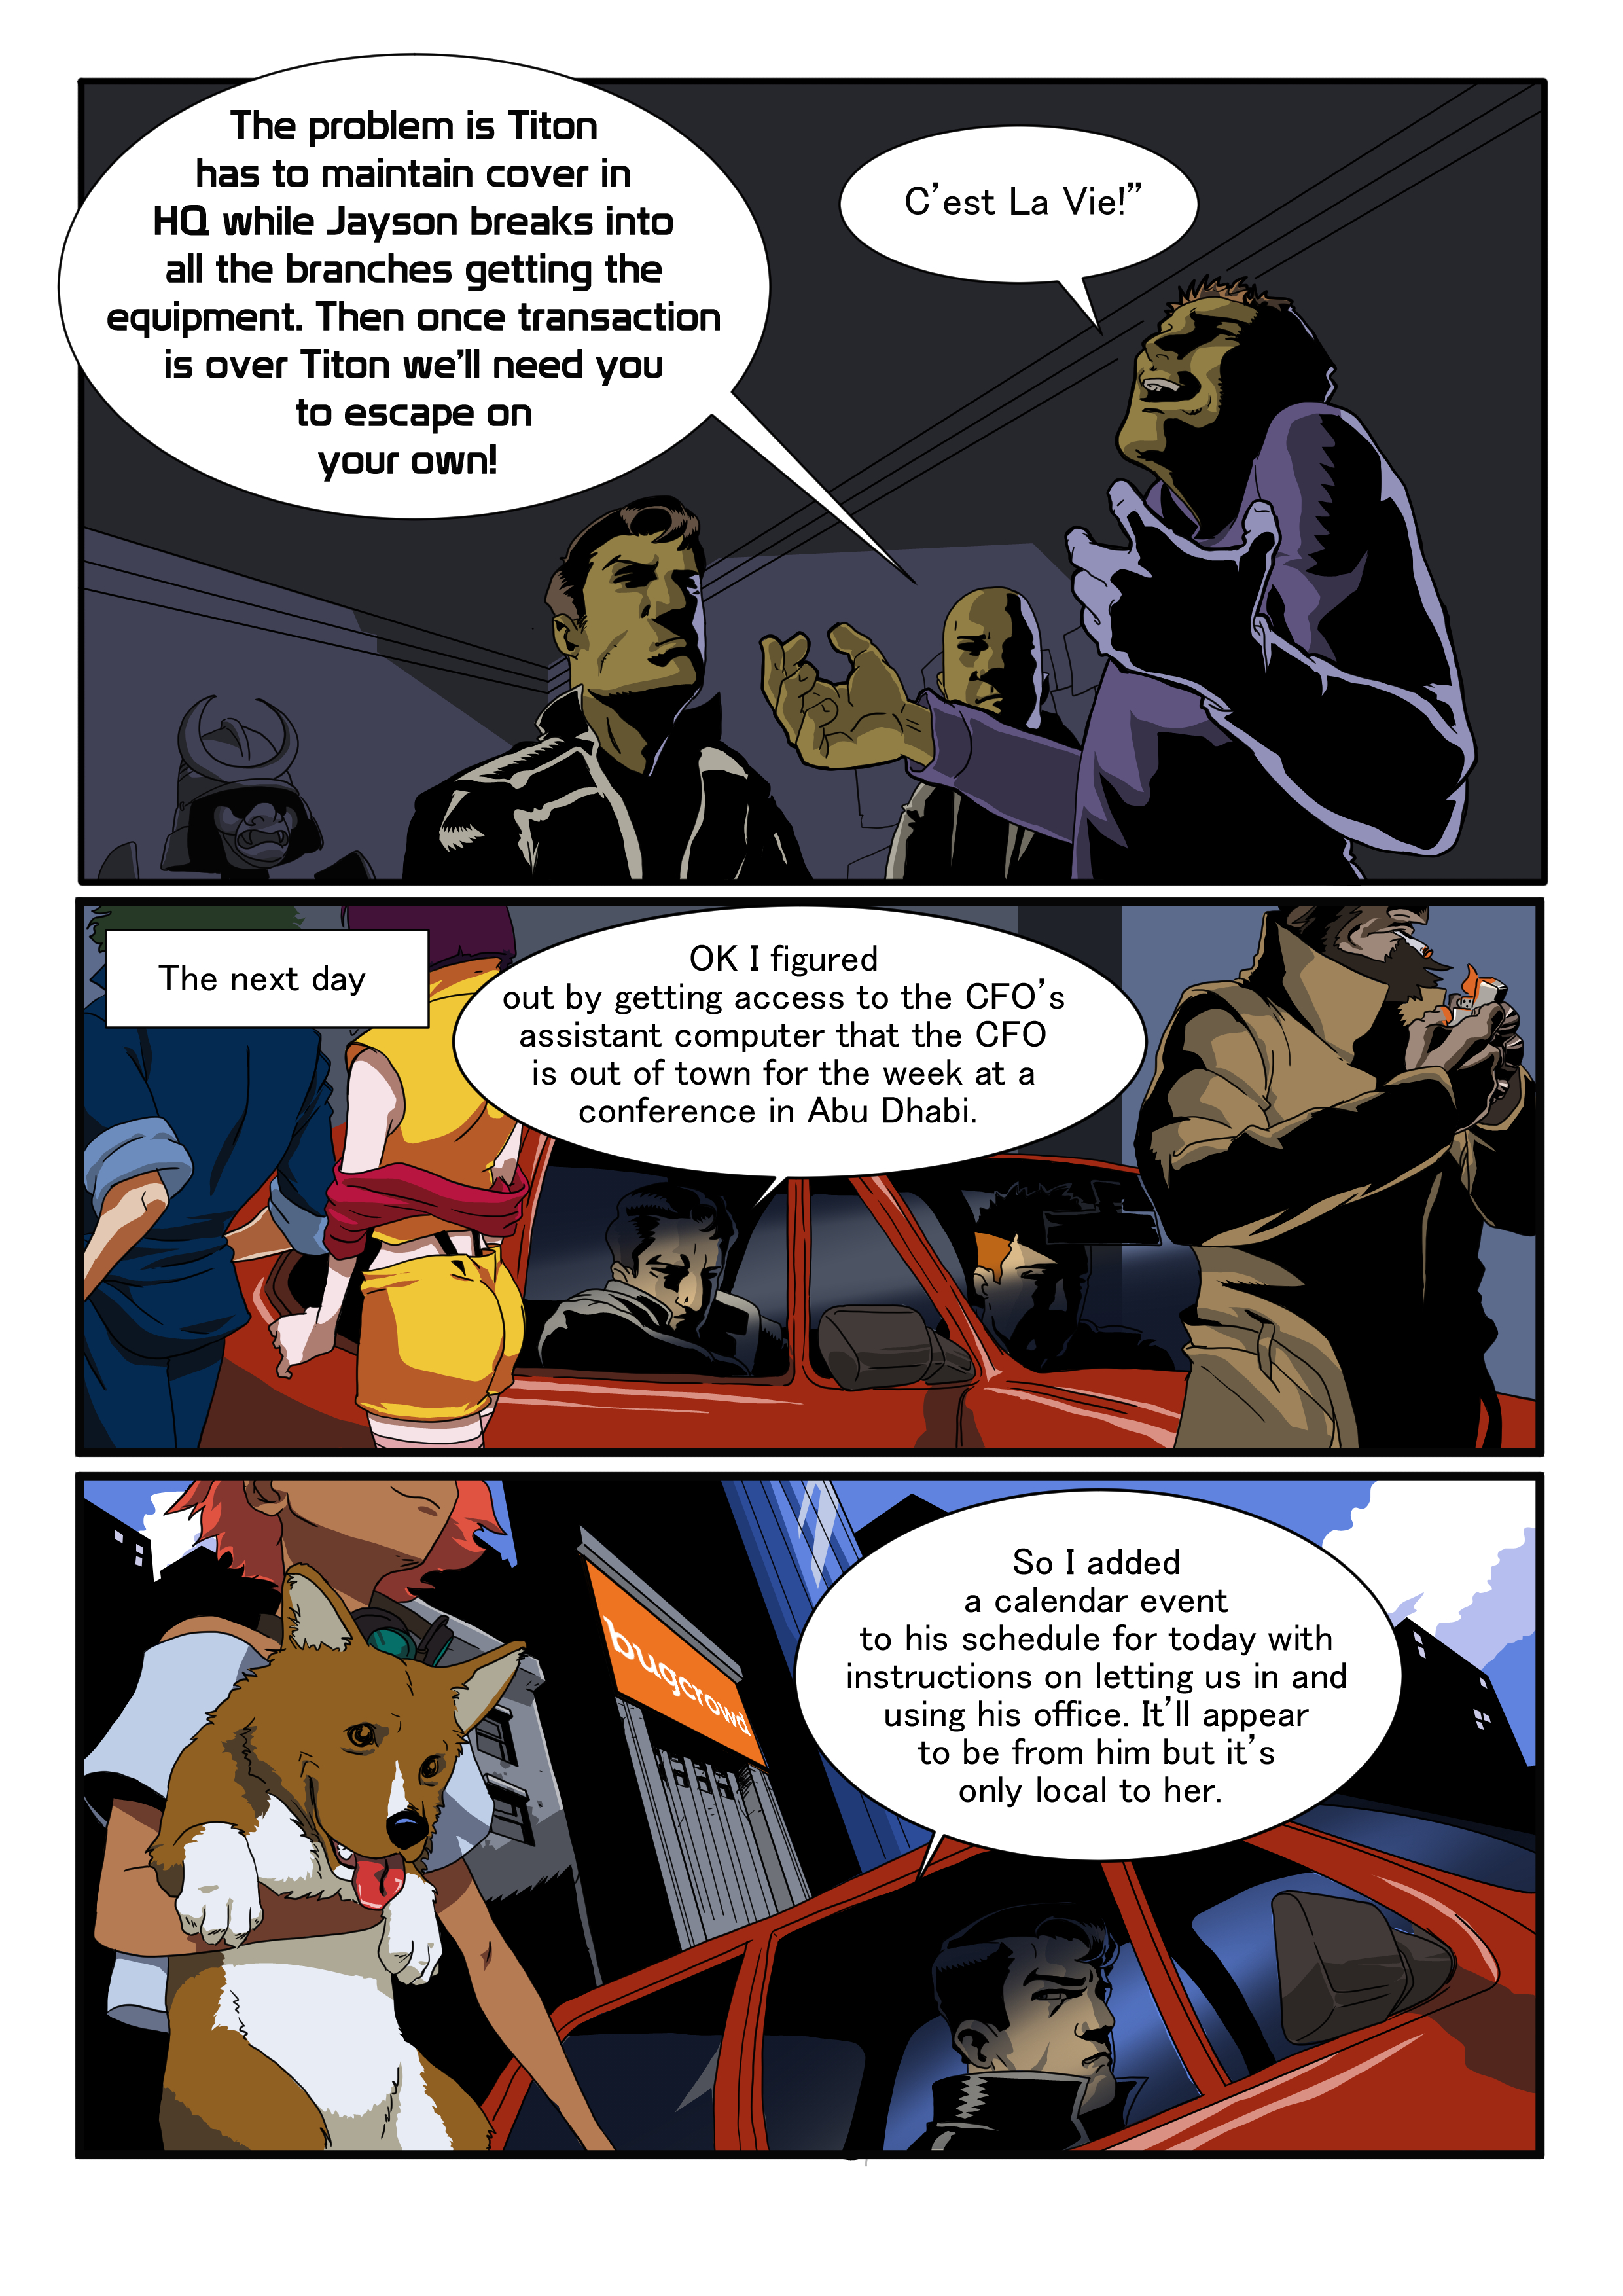 The problem is Titon
has to maintain cover in
HQ while Jayson breaks into
all the branches getting the
equipment. Then once transaction
is over Titon we'll need you
to escape on
your own!
C'est La Vie!”
The next day
OK I figured
out by getting access to the CFO's
assistant computer that the CFO
is out of town for the week at a
conference in Abu Dhabi.
So I added
a calendar event
to his schedule for today with
instructions on letting us in and
using his office. It'll appear
to be from him but it's
only local to her.
bugcrowd